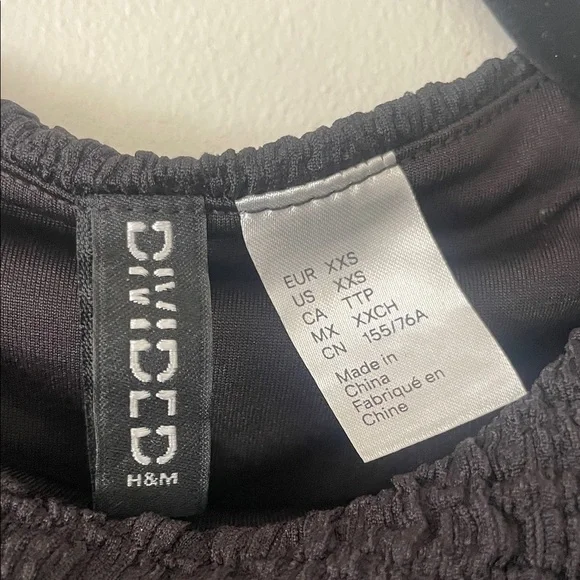 DIVIDED
H&M
EUR XXS
US XXS
CA TTP
MX XXCH
CN 155/76A
Made in
China
Fabriqué en
Chine